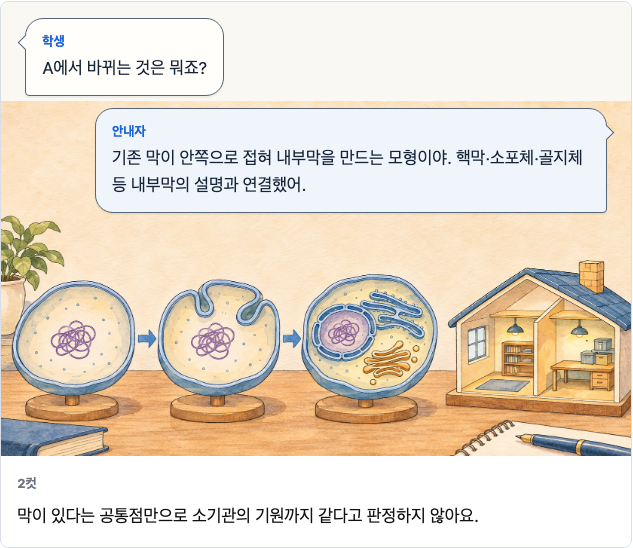 학생
A에서 바뀌는 것은 뭐죠?
안내자
기존 막이 안쪽으로 접혀 내부막을 만드는 모형이야. 핵막·소포체·골지체
등 내부막의 설명과 연결했어.
2컷
막이 있다는 공통점만으로 소기관의 기원까지 같다고 판정하지 않아요.